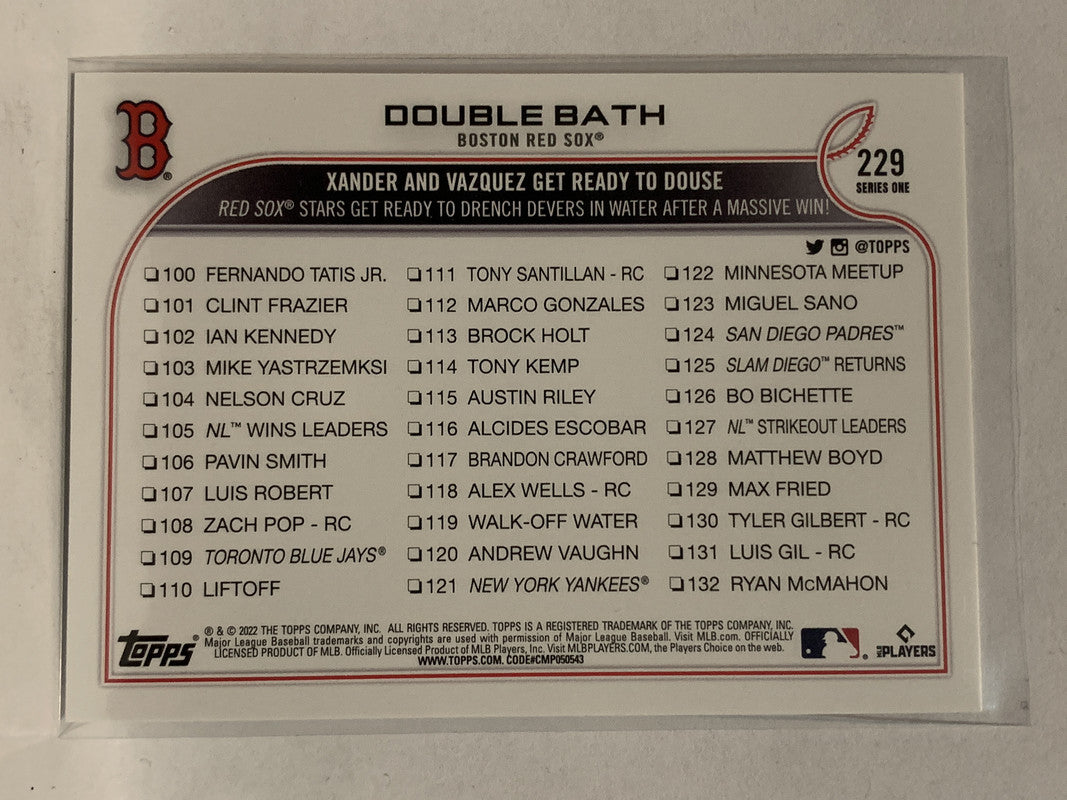 B®
DOUBLE BATH
BOSTON RED SOX®
229
SERIES ONE
XANDER AND VAZQUEZ GET READY TO DOUSE
RED SOX® STARS GET READY TO DRENCH DEVERS IN WATER AFTER A MASSIVE WIN!
@TOPPS
❏100 FERNANDO TATIS JR.
❏101 CLINT FRAZIER
❏102 IAN KENNEDY
❏103 MIKE YASTRZEMKSI
❏104 NELSON CRUZ
❏105 NL™ WINS LEADERS
❏106 PAVIN SMITH
❏107 LUIS ROBERT
❏108 ZACH POP - RC
❏109 TORONTO BLUE JAYS®
❏110 LIFTOFF
❏111 TONY SANTILLAN - RC
❏112 MARCO GONZALES
❏113 BROCK HOLT
❏114 TONY KEMP
❏115 AUSTIN RILEY
❏116 ALCIDES ESCOBAR
❏117 BRANDON CRAWFORD
❏118 ALEX WELLS - RC
❏119 WALK-OFF WATER
❏120 ANDREW VAUGHN
❏121 NEW YORK YANKEES®
❏122 MINNESOTA MEETUP
❏123 MIGUEL SANO
❏124 SAN DIEGO PADRES™
❏125 SLAM DIEGO™ RETURNS
❏126 BO BICHETTE
❏127 NL™ STRIKEOUT LEADERS
❏128 MATTHEW BOYD
❏129 MAX FRIED
❏130 TYLER GILBERT - RC
❏131 LUIS GIL - RC
❏132 RYAN McMAHON
Topps®
® & © 2022 THE TOPPS COMPANY, INC. ALL RIGHTS RESERVED. TOPPS IS A REGISTERED TRADEMARK OF THE TOPPS COMPANY, INC.
Major League Baseball trademarks and copyrights are used with permission of Major League Baseball. Visit MLB.com. OFFICIALLY
LICENSED PRODUCT OF MLB. Officially Licensed Product of MLB Players, Inc. Visit MLBPLAYERS.COM, the Players Choice on the web.
WWW.TOPPS.COM. CODE#CMP050543
MLB PLAYERS